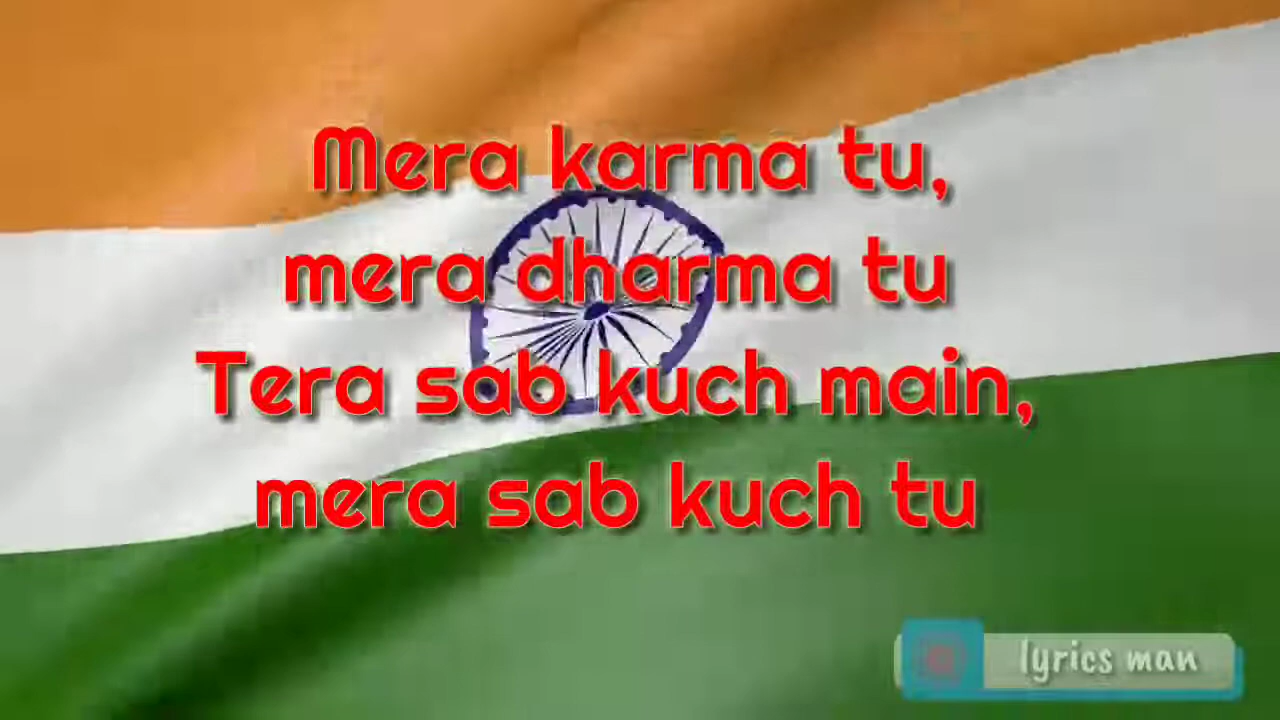 Mera karma tu,
mera dharma tu
Tera sab kuch main,
mera sab kuch tu
lyrics man